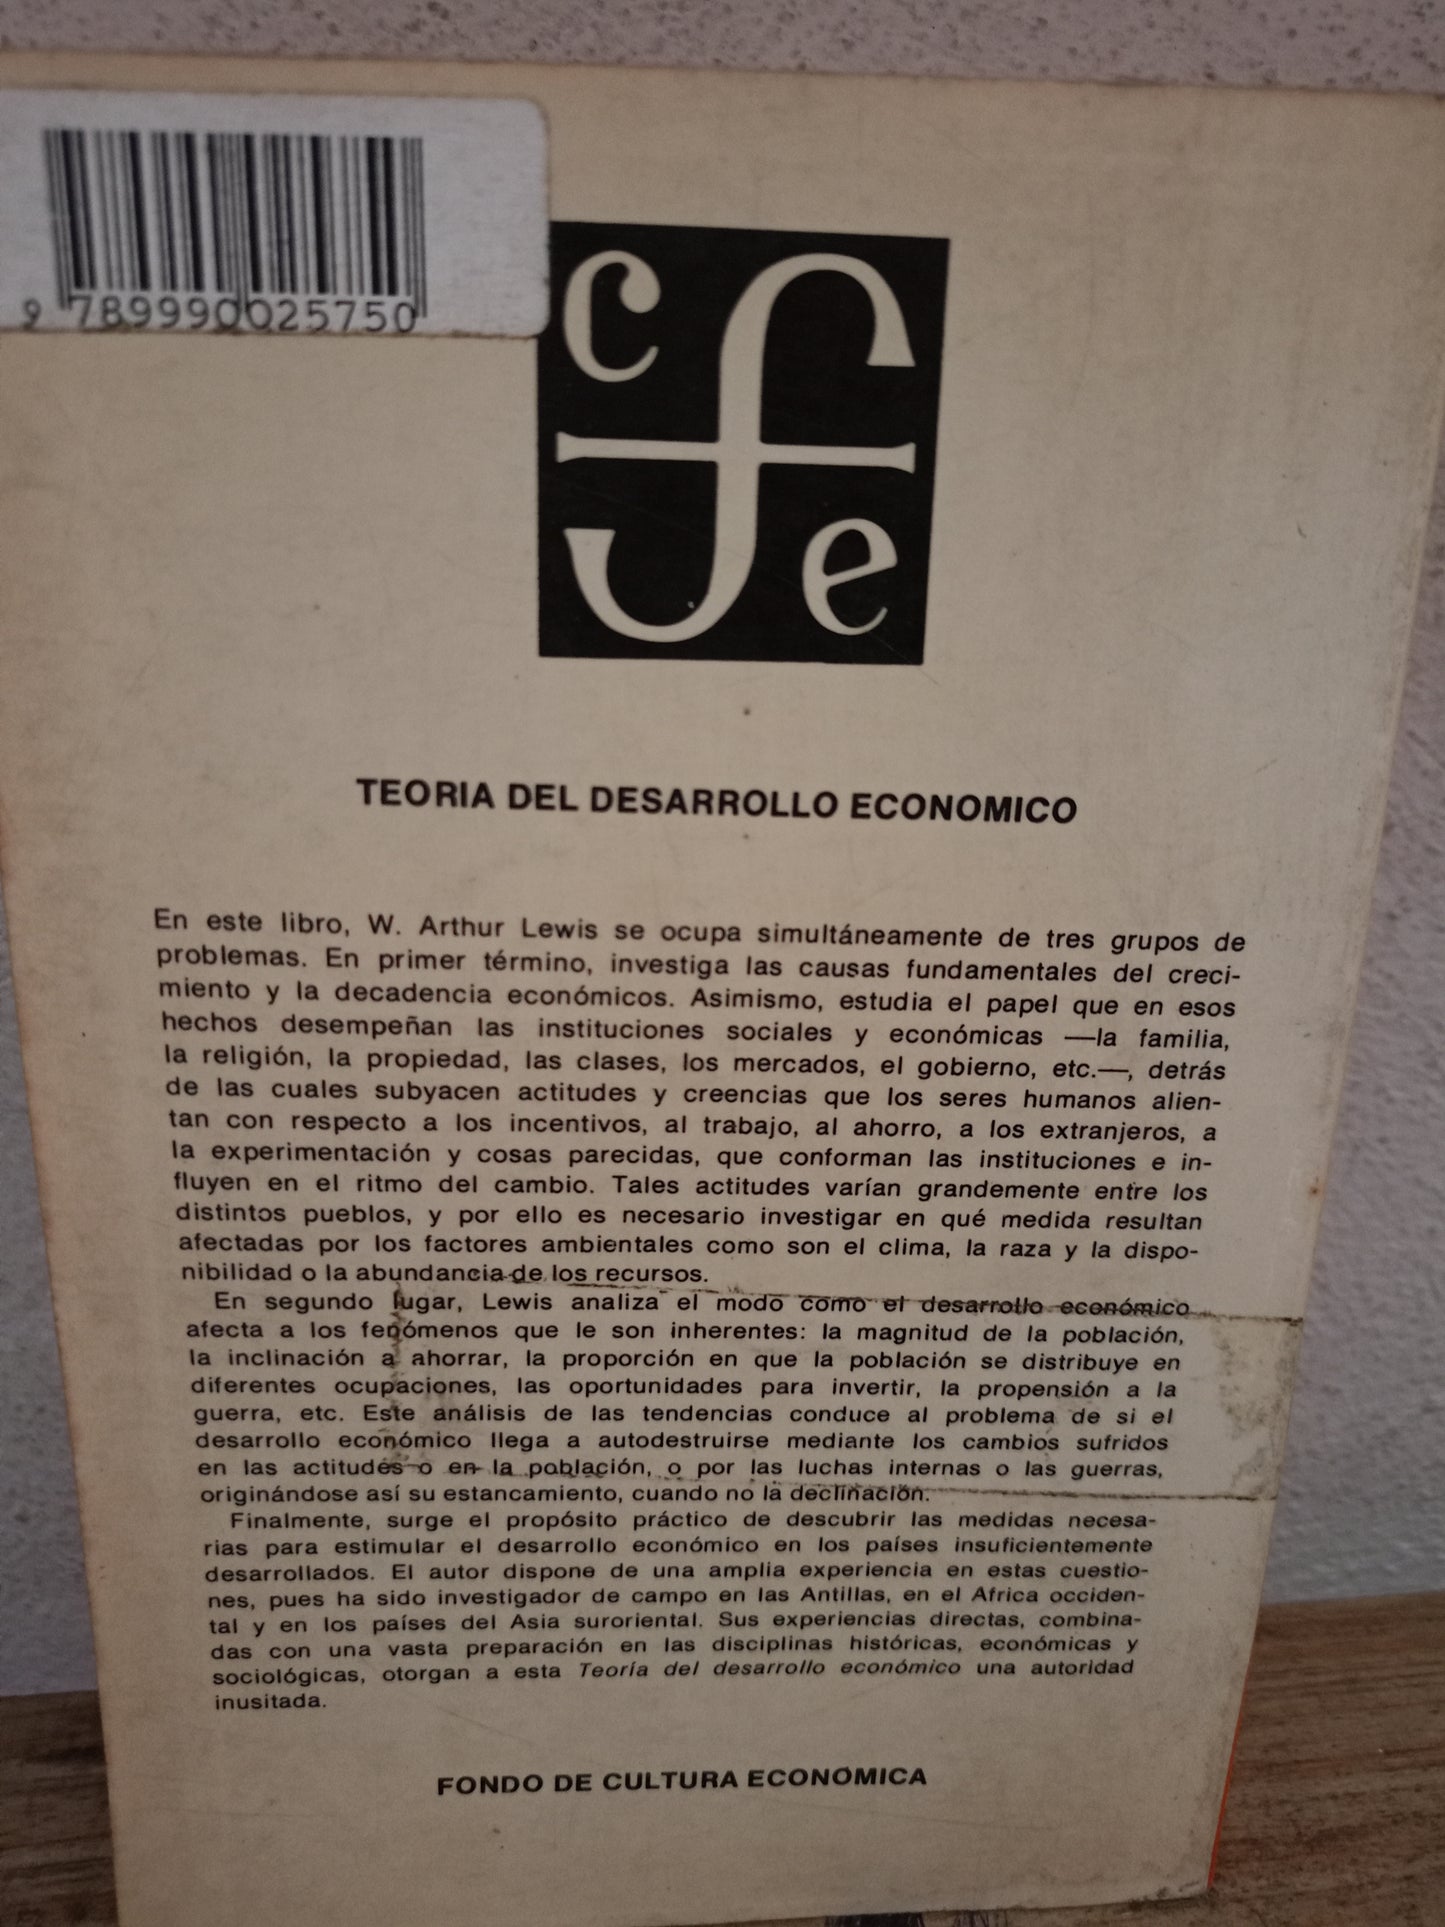 9 789990025750
c f e
TEORIA DEL DESARROLLO ECONOMICO
En este libro, W. Arthur Lewis se ocupa simultáneamente de tres grupos de
problemas. En primer término, investiga las causas fundamentales del creci-
miento y la decadencia económicos. Asimismo, estudia el papel que en esos
hechos desempeñan las instituciones sociales y económicas —la familia,
la religión, la propiedad, las clases, los mercados, el gobierno, etc.—, detrás
de las cuales subyacen actitudes y creencias que los seres humanos alien-
tan con respecto a los incentivos, al trabajo, al ahorro, a los extranjeros, a
la experimentación y cosas parecidas, que conforman las instituciones e in-
fluyen en el ritmo del cambio. Tales actitudes varían grandemente entre los
distintos pueblos, y por ello es necesario investigar en qué medida resultan
afectadas por los factores ambientales como son el clima, la raza y la dispo-
nibilidad o la abundancia de los recursos.
En segundo lugar, Lewis analiza el modo como el desarrollo económico
afecta a los fenómenos que le son inherentes: la magnitud de la población,
la inclinación a ahorrar, la proporción en que la población se distribuye en
diferentes ocupaciones, las oportunidades para invertir, la propensión a la
guerra, etc. Este análisis de las tendencias conduce al problema de si el
desarrollo económico llega a autodestruirse mediante los cambios sufridos
en las actitudes o en la población, o por las luchas internas o las guerras,
originándose así su estancamiento, cuando no la declinación.
Finalmente, surge el propósito práctico de descubrir las medidas necesa-
rias para estimular el desarrollo económico en los países insuficientemente
desarrollados. El autor dispone de una amplia experiencia en estas cuestio-
nes, pues ha sido investigador de campo en las Antillas, en el Africa occiden-
tal y en los países del Asia suroriental. Sus experiencias directas, combina-
das con una vasta preparación en las disciplinas históricas, económicas y
sociológicas, otorgan a esta Teoría del desarrollo económico una autoridad
inusitada.
FONDO DE CULTURA ECONÓMICA